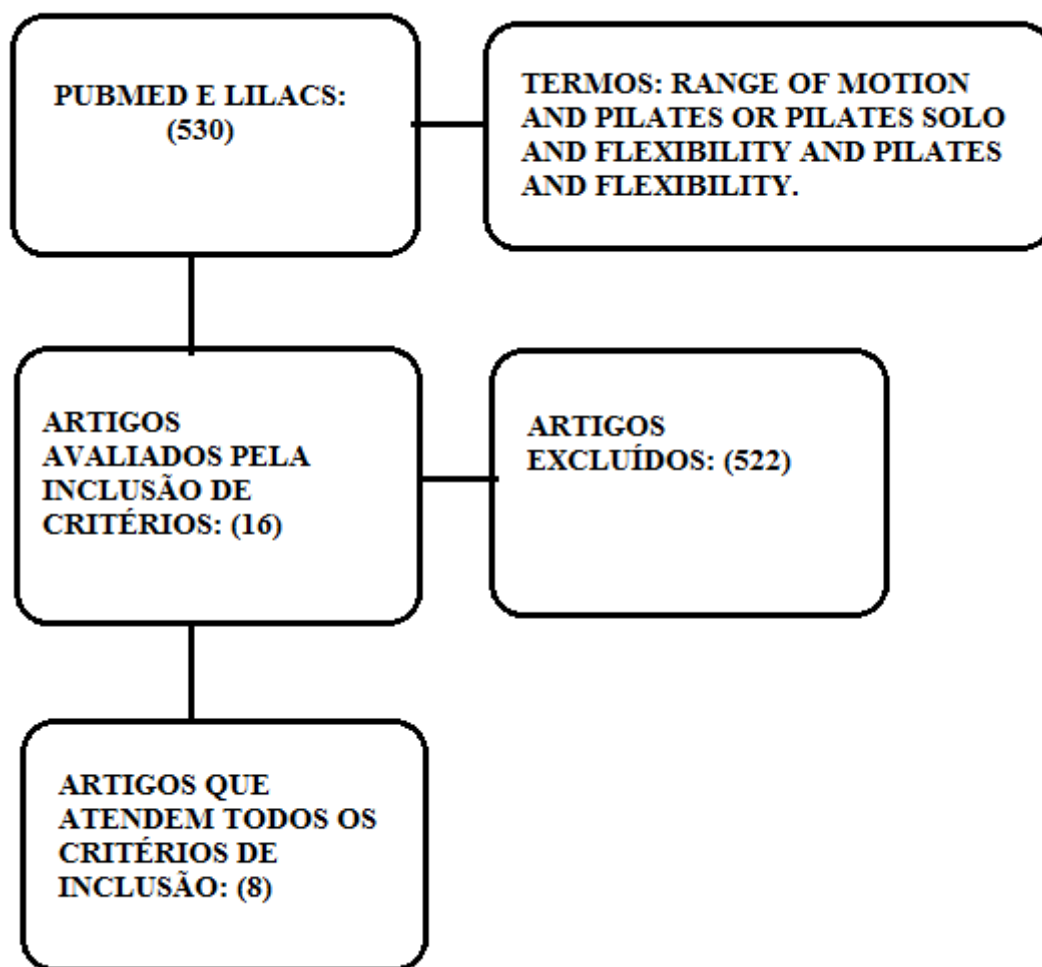 PUBMED E LILACS:
(530)
TERMOS: RANGE OF MOTION
AND PILATES OR PILATES SOLO
AND FLEXIBILITY AND PILATES
AND FLEXIBILITY.
ARTIGOS
AVALIADOS PELA
INCLUSÃO DE
CRITÉRIOS: (16)
ARTIGOS
EXCLUÍDOS: (522)
ARTIGOS QUE
ATENDEM TODOS OS
CRITÉRIOS DE
INCLUSÃO: (8)